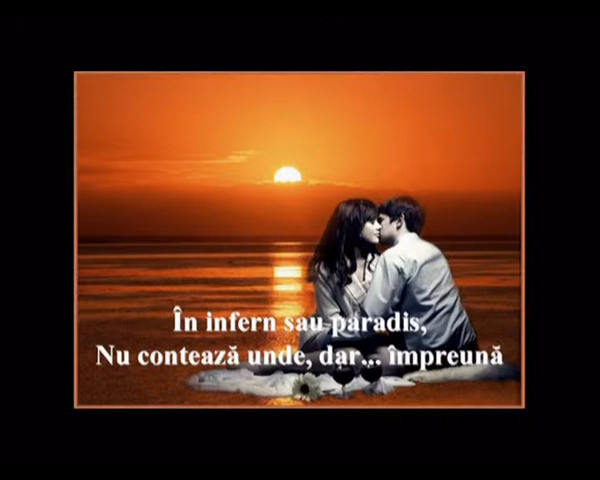 În infern sau paradis,
Nu contează unde, dar... împreună